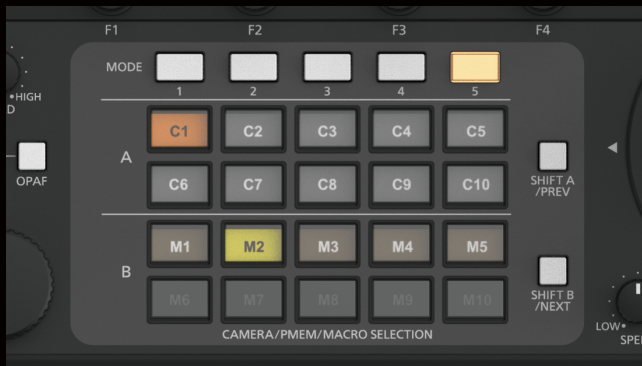 F1 F2 F3 F4
MODE
1 2 3 4 5
HIGH
D
A
C1 C2 C3 C4 C5
C6 C7 C8 C9 C10
OPAF
SHIFT A
/PREV
B
M1 M2 M3 M4 M5
M6 M7 M8 M9 M10
SHIFT B
/NEXT
CAMERA/PMEM/MACRO SELECTION
LOW
SPE